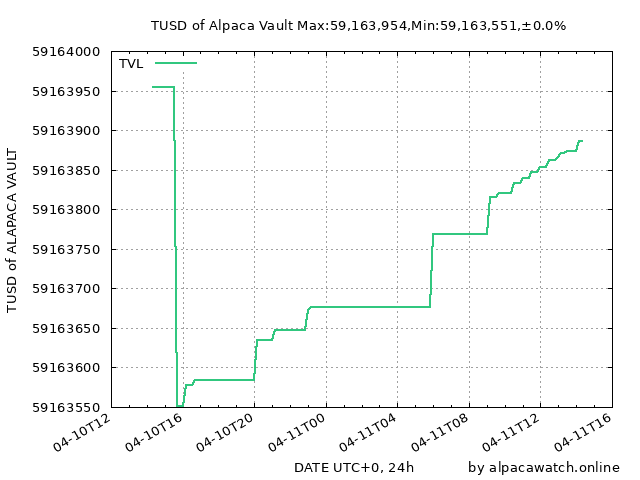 TUSD of Alpaca Vault Max:59,163,954,Min:59,163,551,±0.0%
TUSD of ALAPACA VAULT
TVL
59164000
59163950
59163900
59163850
59163800
59163750
59163700
59163650
59163600
59163550
04-10T12
04-10T16
04-10T20
04-11T00
04-11T04
04-11T08
04-11T12
04-11T16
DATE UTC+0, 24h
by alpacawatch.online